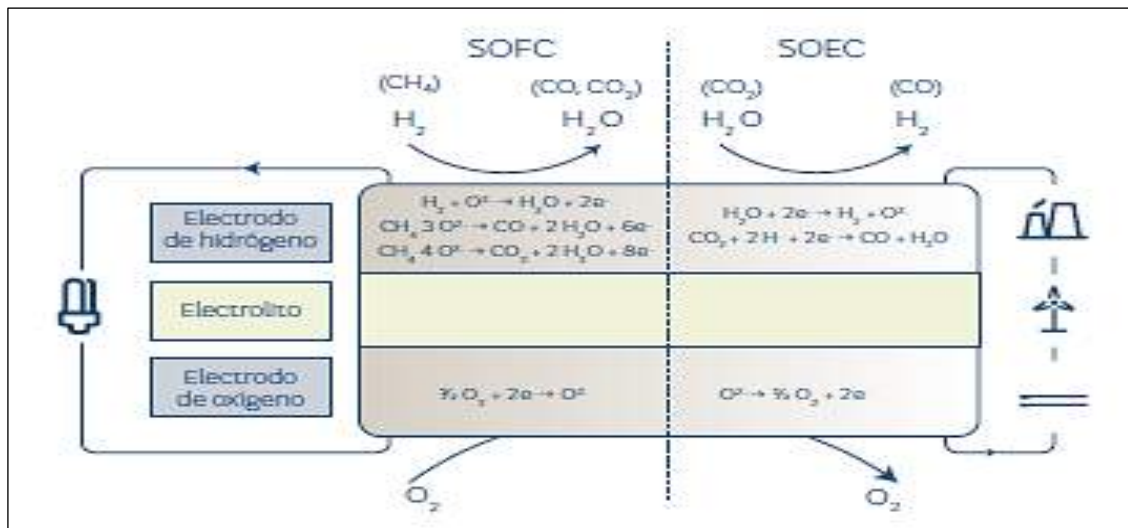 SOFC
SOEC
(CH₄)
(CO, CO₂)
(CO₂)
(CO)
H₂
H₂O
H₂O
H₂
Electrodo
de hidrógeno
H₂ + O² → H₂O + 2e-
CH₄ 3 O² → CO + 2 H₂O + 6e-
CH₄ 4 O² → CO₂ + 2 H₂O + 8e-
H₂O + 2e- → H₂ + O²-
CO₂ + 2 H + 2e- → CO + H₂O
Electrolito
Electrodo
de oxígeno
½ O₂ + 2e → O²
O² → ½ O₂ + 2e
O₂
O₂